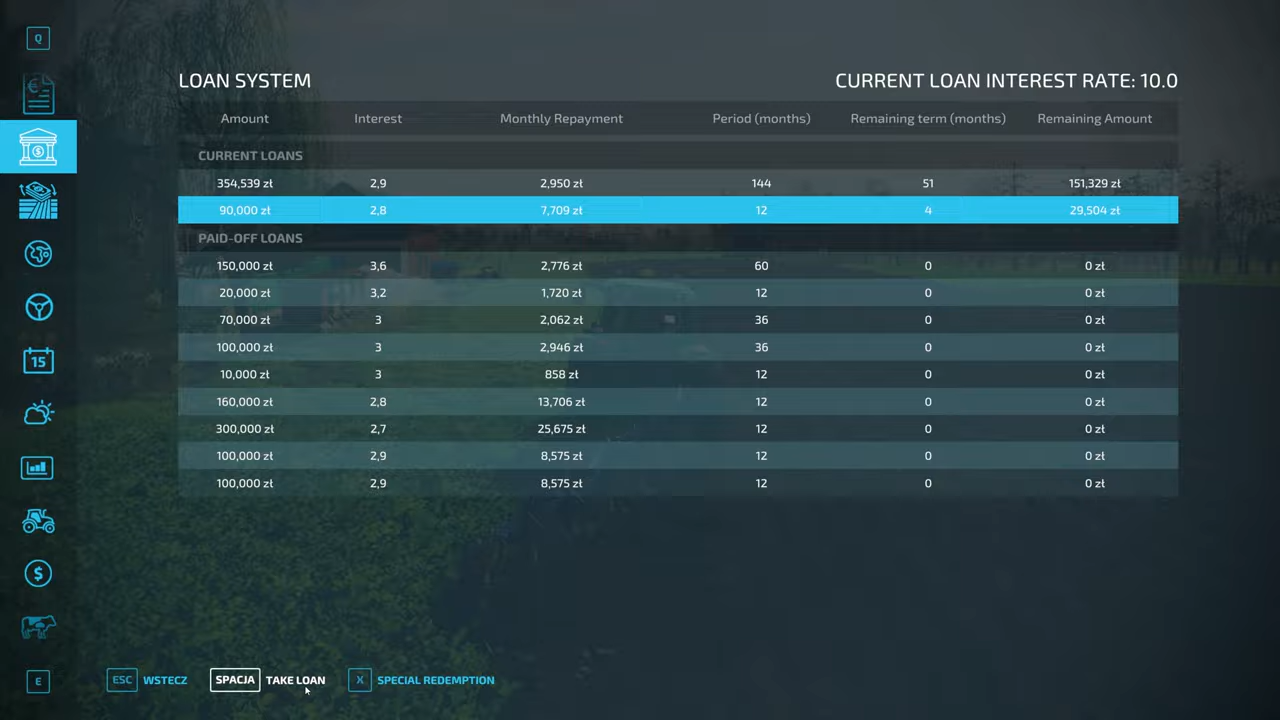 Q
LOAN SYSTEM CURRENT LOAN INTEREST RATE: 10.0
Amount Interest Monthly Repayment Period (months) Remaining term (months) Remaining Amount
CURRENT LOANS
354,539 zł 2,9 2,950 zł 144 51 151,329 zł
90,000 zł 2,8 7,709 zł 12 4 29,504 zł
PAID-OFF LOANS
150,000 zł 3,6 2,776 zł 60 0 0 zł
20,000 zł 3,2 1,720 zł 12 0 0 zł
70,000 zł 3 2,062 zł 36 0 0 zł
100,000 zł 3 2,946 zł 36 0 0 zł
10,000 zł 3 858 zł 12 0 0 zł
160,000 zł 2,8 13,706 zł 12 0 0 zł
300,000 zł 2,7 25,675 zł 12 0 0 zł
100,000 zł 2,9 8,575 zł 12 0 0 zł
100,000 zł 2,9 8,575 zł 12 0 0 zł
15
E
ESC WSTECZ SPACJA TAKE LOAN X SPECIAL REDEMPTION